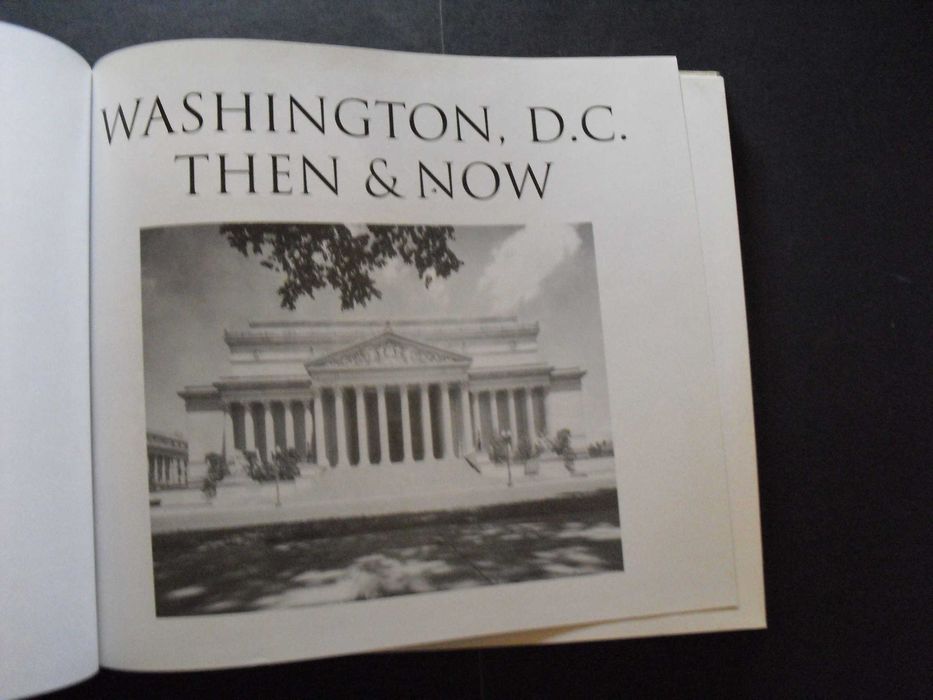 WASHINGTON, D.C.
THEN & NOW